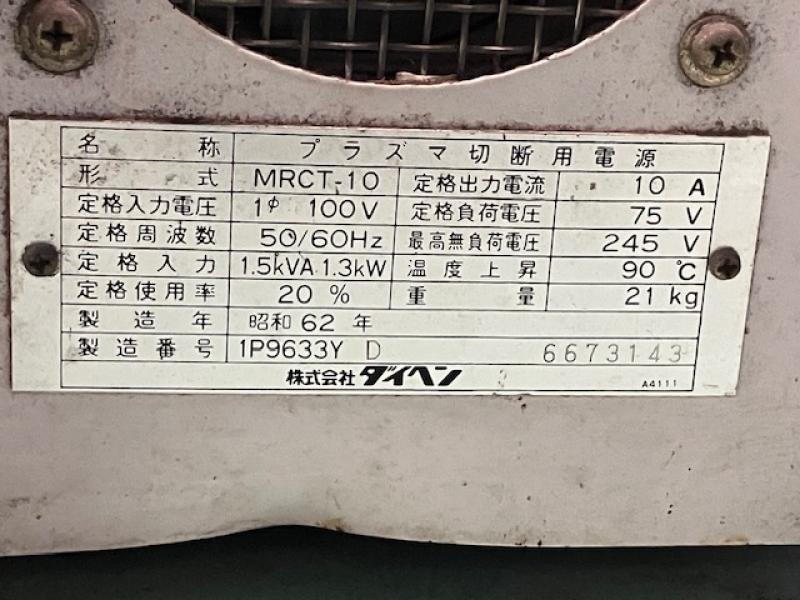 名称 プラズマ切断用電源
形式 MRCT-10 定格出力電流 10 A
定格入力電圧 1φ 100V 定格負荷電圧 75 V
定格周波数 50/60Hz 最高無負荷電圧 245 V
定格入力 1.5kVA 1.3kW 温度上昇 90 ℃
定格使用率 20 % 重量 21 kg
製造年 昭和 62 年
製造番号 1P9633Y D 6673143
株式会社 ダイヘン A4111